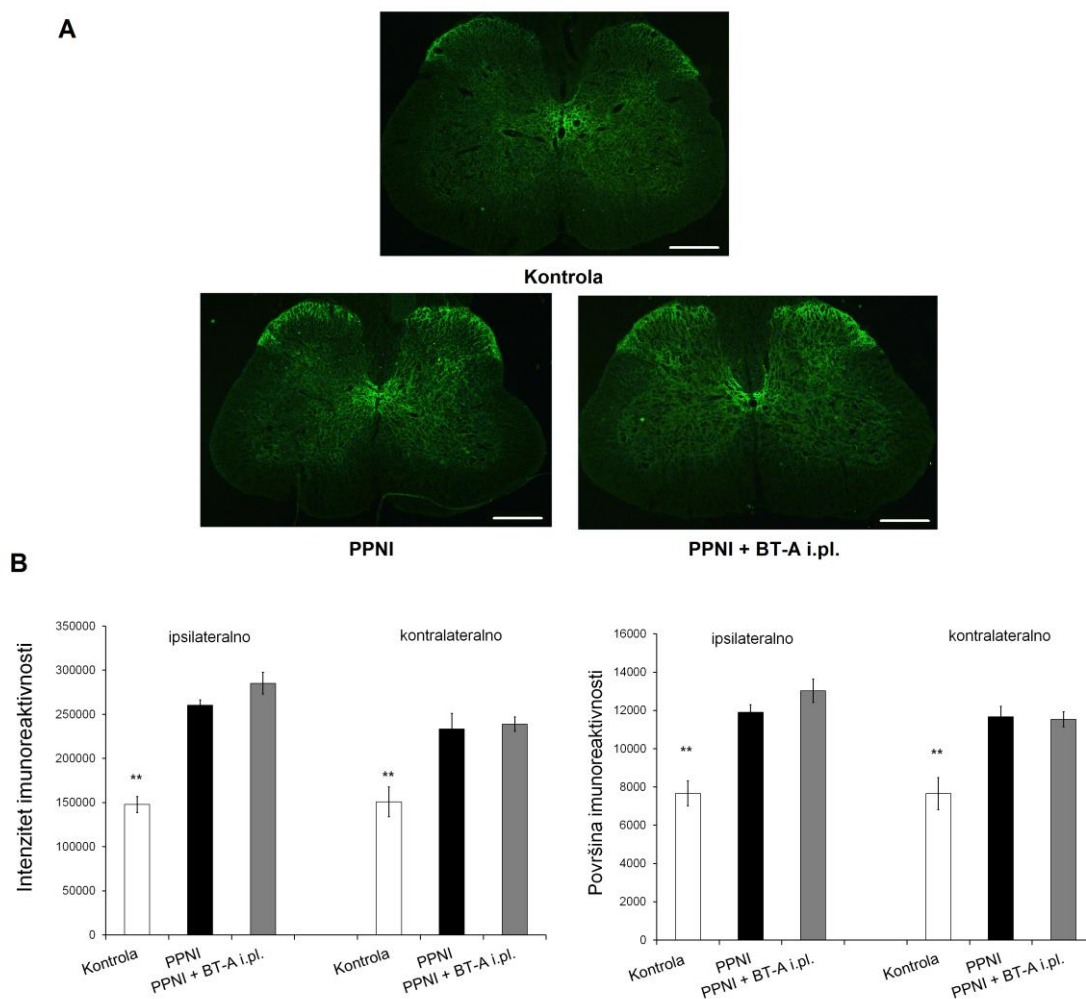 A
Kontrola
PPNI
PPNI + BT-A i.pl.
B
Intenzitet imunoreaktivnosti
350000
300000
250000
200000
150000
100000
50000
0
ipsilateralno
kontralateralno
**
**
Kontrola
PPNI
PPNI + BT-A i.pl.
Kontrola
PPNI
PPNI + BT-A i.pl.
Površina imunoreaktivnosti
16000
14000
12000
10000
8000
6000
4000
2000
0
ipsilateralno
kontralateralno
**
**
Kontrola
PPNI
PPNI + BT-A i.pl.
Kontrola
PPNI
PPNI + BT-A i.pl.